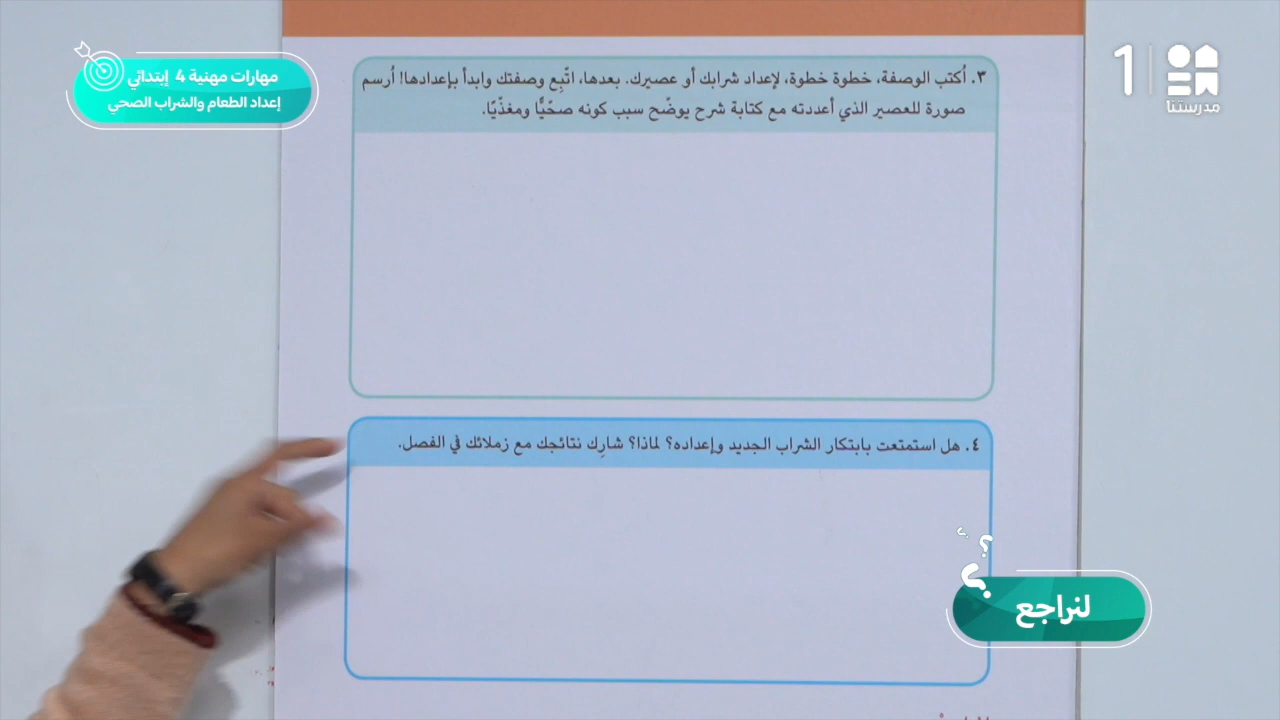 مهارات مهنية 4 إبتدائي
إعداد الطعام والشراب الصحي
1
مدرستنا
٣. اُكتب الوصفة، خطوة خطوة، لإعداد شرابك أو عصيرك. بعدها، اتّبِع وصفتك وابدأ بإعدادها! اُرسم
صورة للعصير الذي أعددته مع كتابة شرح يوضّح سبب كونه صحّيًّا ومغذّيًا.
٤. هل استمتعت بابتكار الشراب الجديد وإعداده؟ لماذا؟ شارِك نتائجك مع زملائك في الفصل.
لنراجع